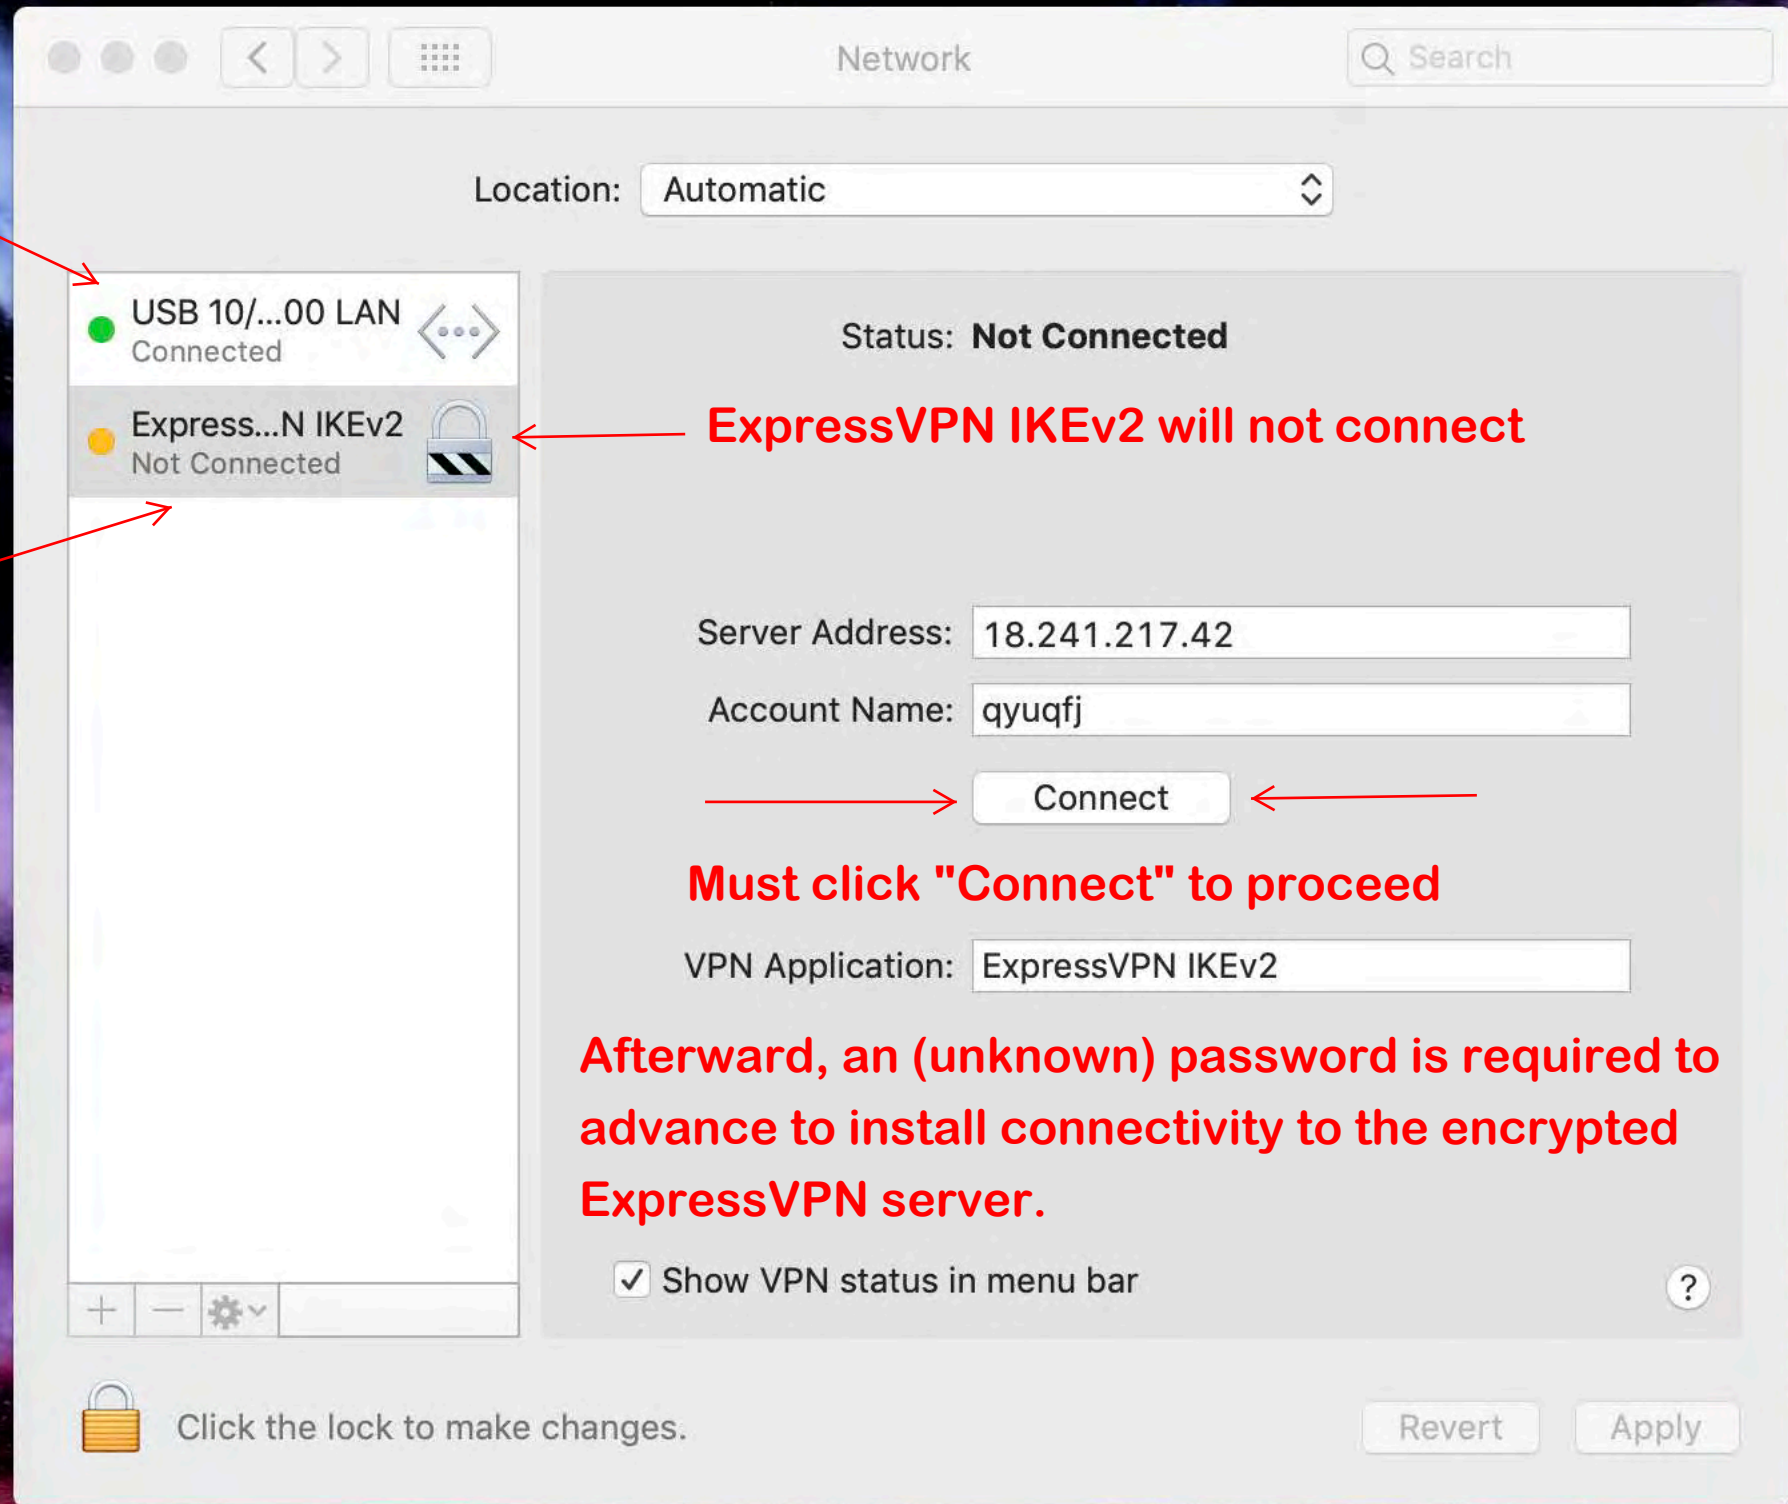 Network
Search
Location: Automatic
USB 10/...00 LAN
Connected
Express...N IKEv2
Not Connected
Status: Not Connected
ExpressVPN IKEv2 will not connect
Server Address: 18.241.217.42
Account Name: qyuqfj
Connect
Must click "Connect" to proceed
VPN Application: ExpressVPN IKEv2
Afterward, an (unknown) password is required to
advance to install connectivity to the encrypted
ExpressVPN server.
Show VPN status in menu bar
?
Click the lock to make changes.
Revert
Apply